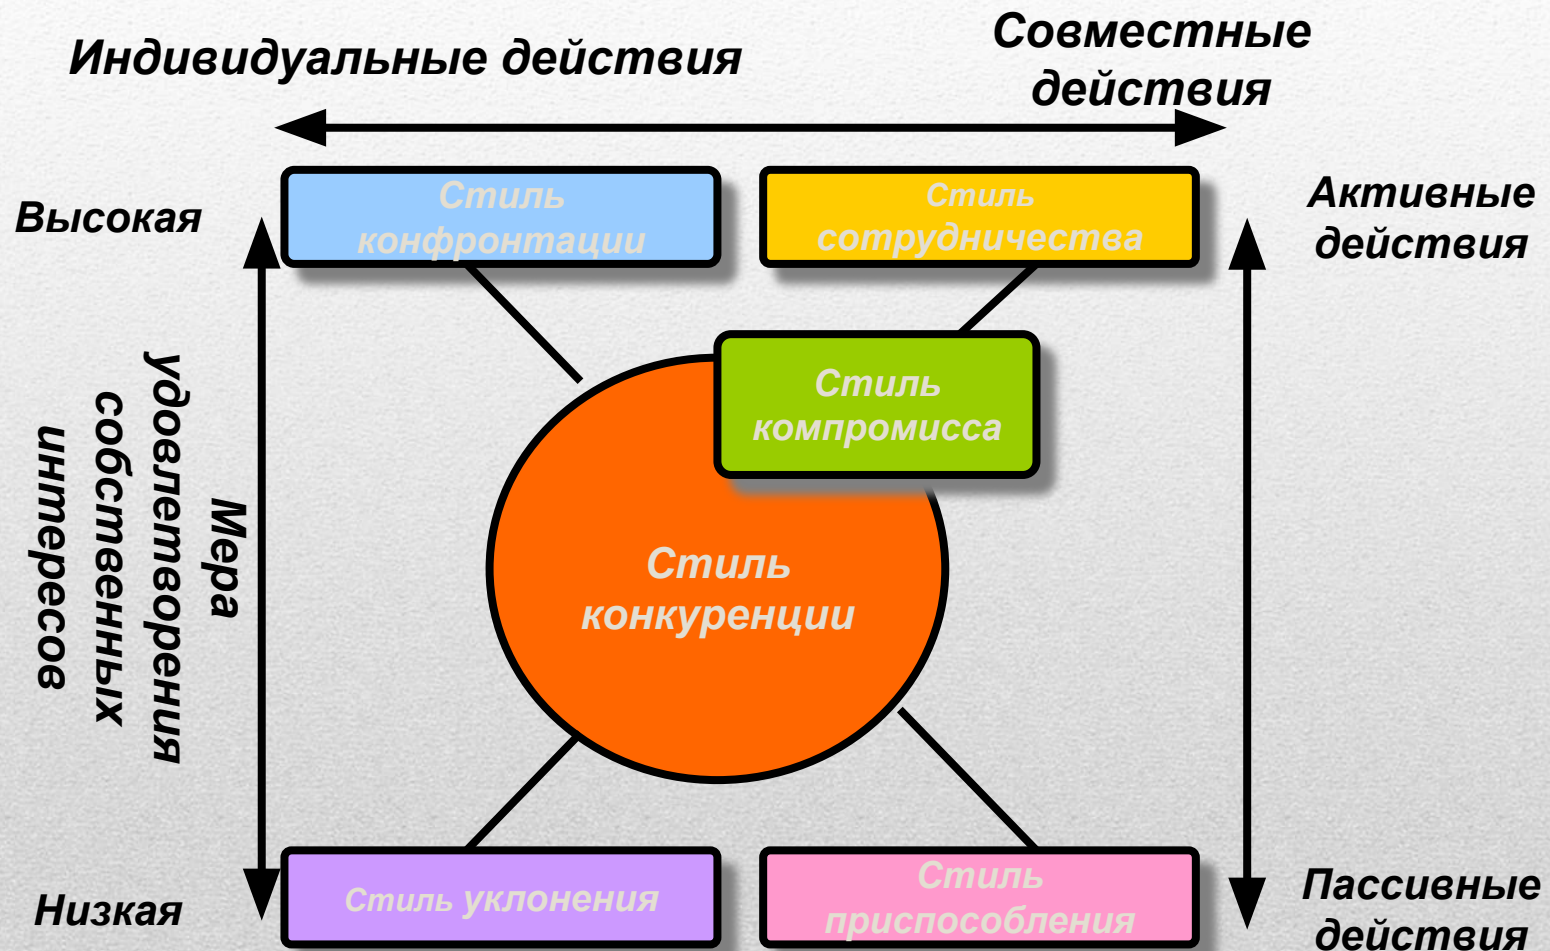 Индивидуальные действия
Совместные
действия
Высокая
Стиль
конфронтации
Стиль
сотрудничества
Активные
действия
Мера
удовлетворения
собственных
интересов
Стиль
компромисса
Стиль
конкуренции
Низкая
Стиль уклонения
Стиль
приспособления
Пассивные
действия